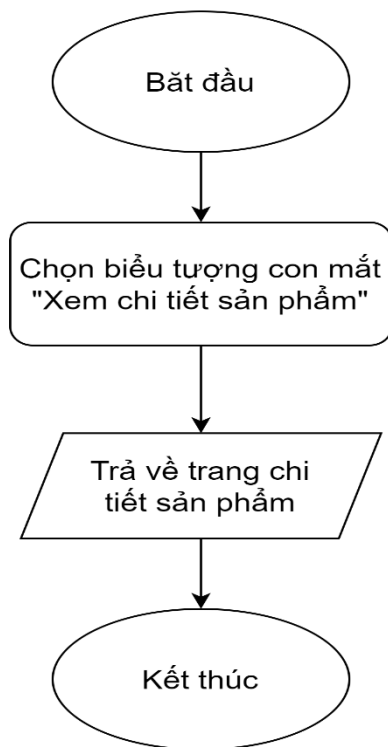 Băt đầu
Chọn biểu tượng con mắt
"Xem chi tiết sản phẩm"
Trả về trang chi
tiết sản phẩm
Kết thúc